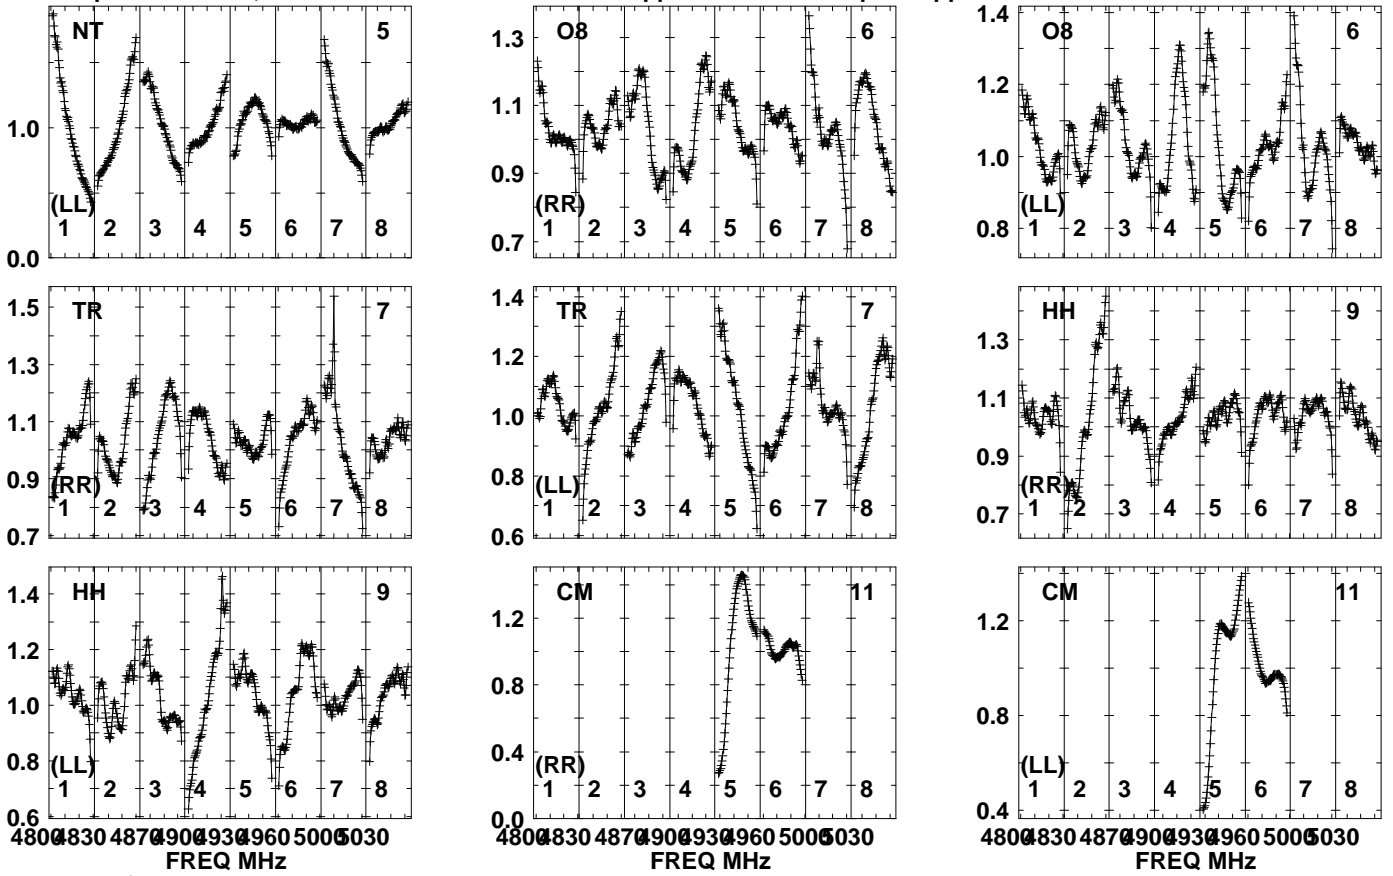 NT 5
1.0
0.0
(LL)
1 2 3 4 5 6 7 8
O8 6
1.3
1.1
0.9
0.7
(RR)
1 2 3 4 5 6 7 8
O8 6
1.4
1.2
1.0
0.8
(LL)
1 2 3 4 5 6 7 8
TR 7
1.5
1.3
1.1
0.9
0.7
(RR)
1 2 3 4 5 6 7 8
TR 7
1.4
1.2
1.0
0.8
0.6
(LL)
1 2 3 4 5 6 7 8
HH 9
1.3
1.1
0.9
0.7
(RR)
1 2 3 4 5 6 7 8
HH 9
1.4
1.2
1.0
0.8
0.6
(LL)
1 2 3 4 5 6 7 8
4800 4830 4870 4900 4930 4960 5000 5030
FREQ MHz
CM 11
1.2
0.8
0.4
0.0
(RR)
1 2 3 4 5 6 7 8
4800 4830 4870 4900 4930 4960 5000 5030
FREQ MHz
CM 11
1.2
0.8
0.4
(LL)
1 2 3 4 5 6 7 8
4800 4830 4870 4900 4930 4960 5000 5030
FREQ MHz